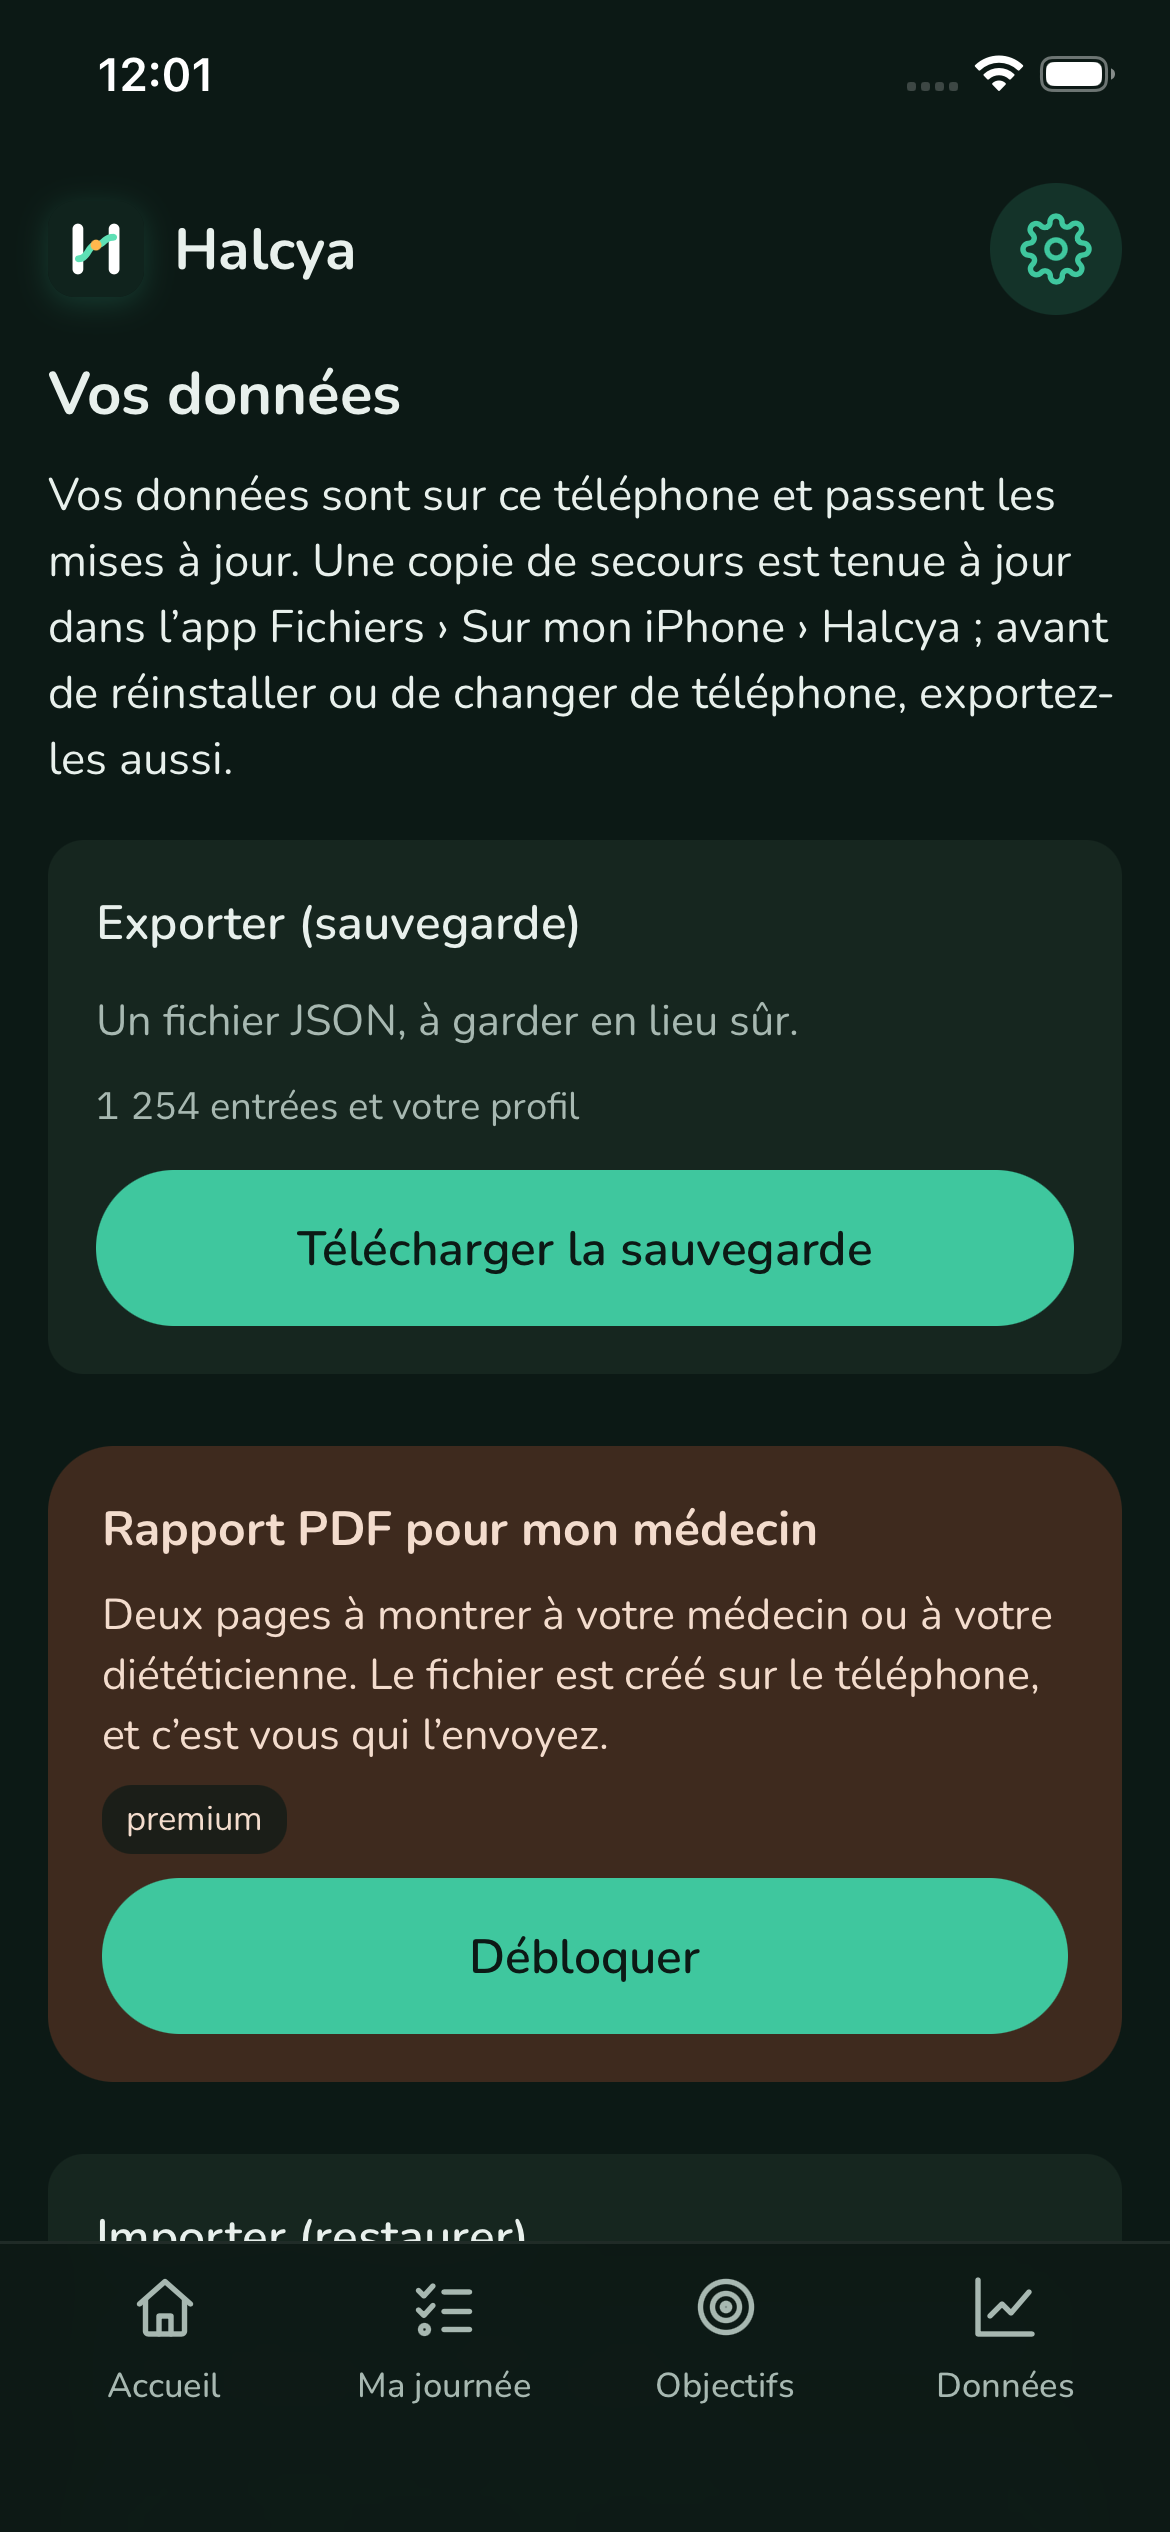 12:01
Halcya
Vos données
Vos données sont sur ce téléphone et passent les
mises à jour. Une copie de secours est tenue à jour
dans l’app Fichiers › Sur mon iPhone › Halcya ; avant
de réinstaller ou de changer de téléphone, exportez-
les aussi.
Exporter (sauvegarde)
Un fichier JSON, à garder en lieu sûr.
1 254 entrées et votre profil
Télécharger la sauvegarde
Rapport PDF pour mon médecin
Deux pages à montrer à votre médecin ou à votre
diététicienne. Le fichier est créé sur le téléphone,
et c’est vous qui l’envoyez.
premium
Débloquer
Importer (restaurer)
Accueil
Ma journée
Objectifs
Données